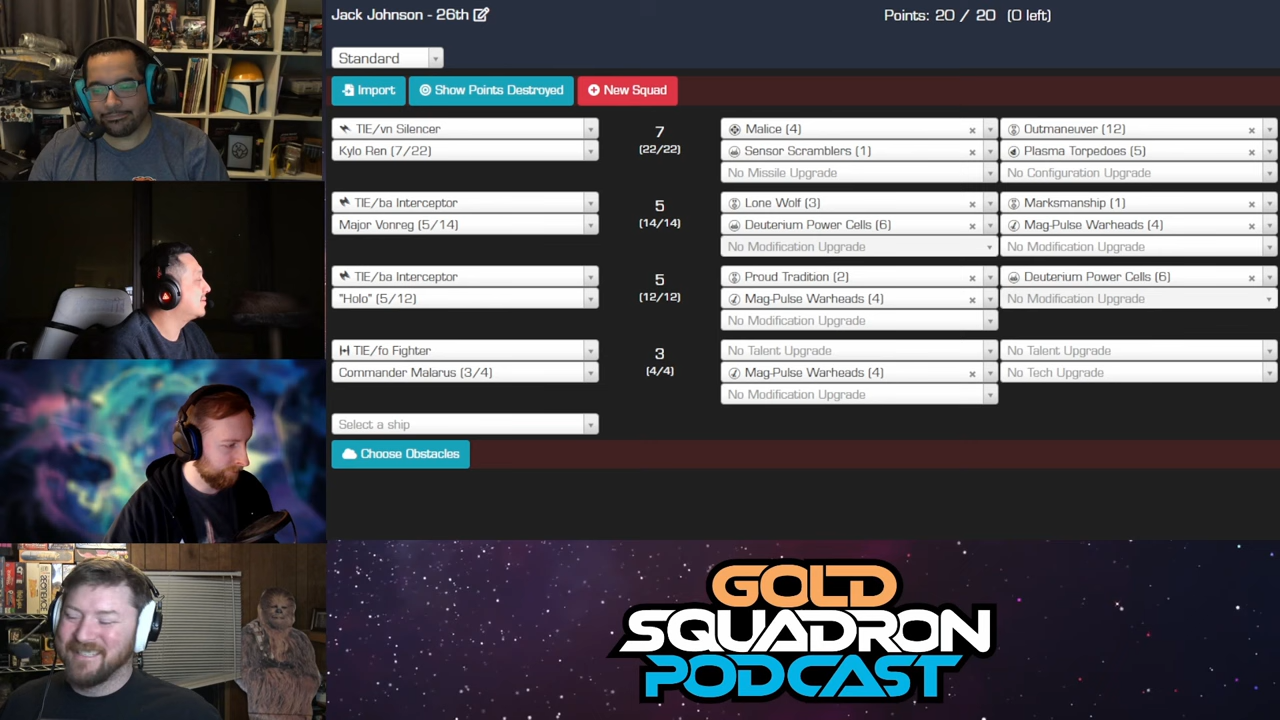 Jack Johnson - 26th
Points: 20 / 20 (0 left)
Standard
Import
Show Points Destroyed
New Squad
TIE/vn Silencer
Kylo Ren (7/22)
7
(22/22)
Malice (4)
Outmaneuver (12)
Sensor Scramblers (1)
Plasma Torpedoes (5)
No Missile Upgrade
No Configuration Upgrade
TIE/ba Interceptor
Major Vonreg (5/14)
5
(14/14)
Lone Wolf (3)
Marksmanship (1)
Deuterium Power Cells (6)
Mag-Pulse Warheads (4)
No Modification Upgrade
No Modification Upgrade
TIE/ba Interceptor
"Holo" (5/12)
5
(12/12)
Proud Tradition (2)
Deuterium Power Cells (6)
Mag-Pulse Warheads (4)
No Modification Upgrade
No Modification Upgrade
TIE/fo Fighter
Commander Malarus (3/4)
3
(4/4)
No Talent Upgrade
No Talent Upgrade
Mag-Pulse Warheads (4)
No Tech Upgrade
No Modification Upgrade
Select a ship
Choose Obstacles
GOLD
SQUADRON
PODCAST